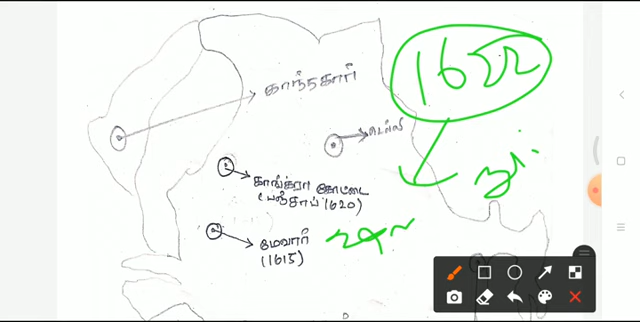 1622
காந்தகார்
டெல்லி
காங்க்ரா கோட்டை
(பஞ்சாப் 1620)
மேவார்
(1615)